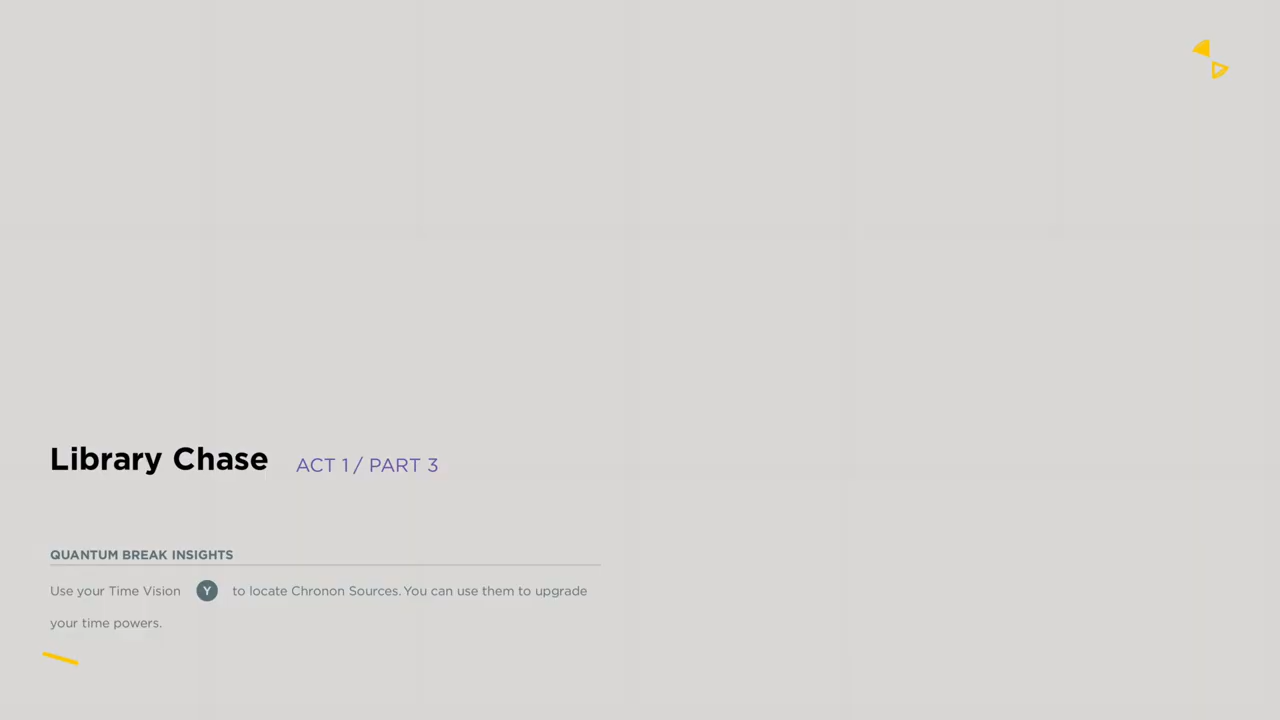 Library Chase ACT 1 / PART 3
QUANTUM BREAK INSIGHTS
Use your Time Vision Y to locate Chronon Sources. You can use them to upgrade
your time powers.